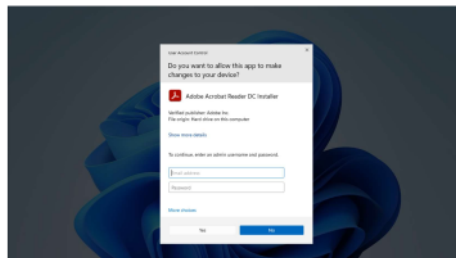 User Account Control
Do you want to allow this app to make
changes to your device?
Adobe Acrobat Reader DC Installer
Verified publisher: Adobe Inc.
File origin: Hard drive on this computer
Show more details
To continue, enter an admin username and password.
Email address
Password
More choices
Yes
No